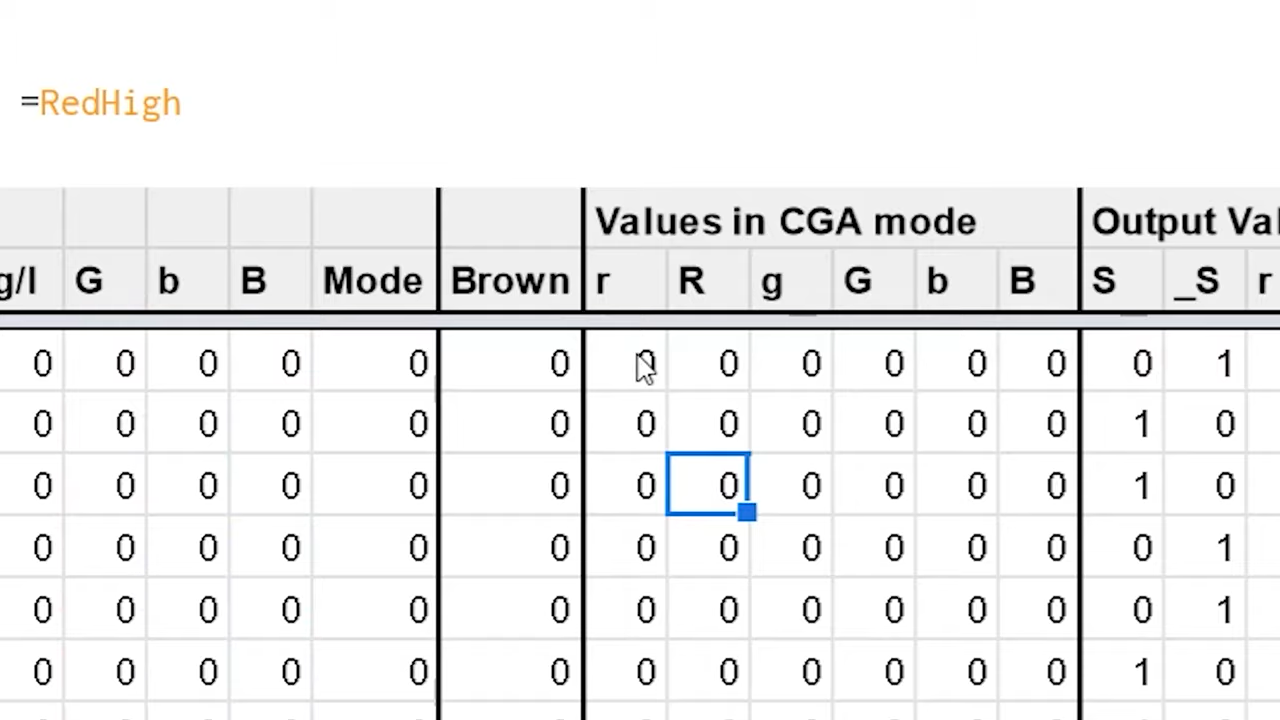 =RedHigh
Values in CGA mode Output Val
g/l G b B Mode Brown r R g G b B S _S r
0 0 0 0 0 0 0 0 0 0 0 0 0 1
0 0 0 0 0 0 0 0 0 0 0 0 1 0
0 0 0 0 0 0 0 0 0 0 0 0 1 0
0 0 0 0 0 0 0 0 0 0 0 0 0 1
0 0 0 0 0 0 0 0 0 0 0 0 0 1
0 0 0 0 0 0 0 0 0 0 0 0 1 0